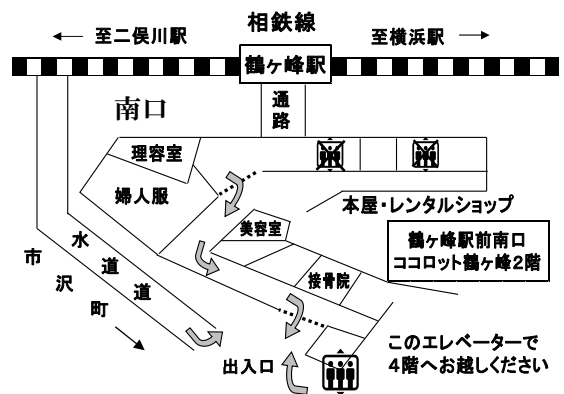 相鉄線
至二俣川駅
至横浜駅
鶴ヶ峰駅
南口
通路
理容室
婦人服
本屋・レンタルショップ
美容室
鶴ヶ峰駅前南口
ココロット鶴ヶ峰2階
水道道
市沢町
接骨院
このエレベーターで
4階へお越しください
出入口